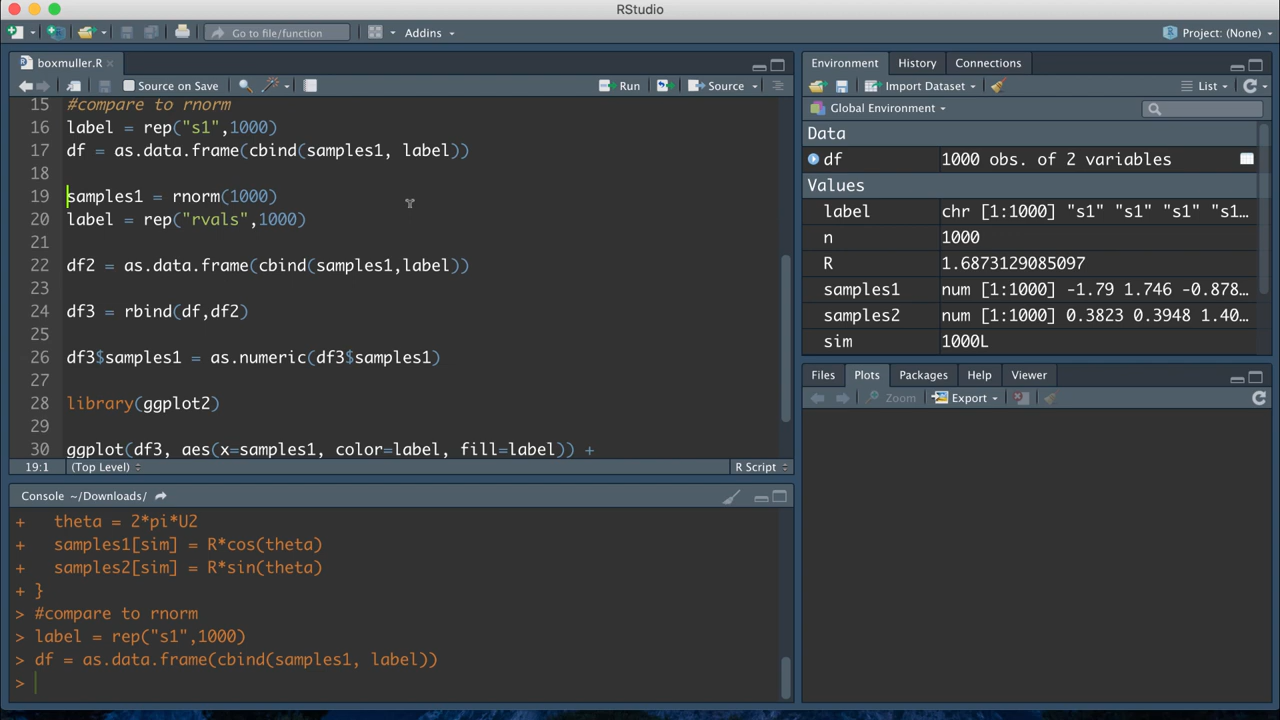 RStudio
Go to file/function
Addins
Project: (None)
boxmuller.R
Source on Save
Run
Source
15 #compare to rnorm
16 label = rep("s1",1000)
17 df = as.data.frame(cbind(samples1, label))
18
19 samples1 = rnorm(1000)
20 label = rep("rvals",1000)
21
22 df2 = as.data.frame(cbind(samples1,label))
23
24 df3 = rbind(df,df2)
25
26 df3$samples1 = as.numeric(df3$samples1)
27
28 library(ggplot2)
29
30 ggplot(df3, aes(x=samples1, color=label, fill=label)) +
19:1 (Top Level) R Script
Console ~/Downloads/
+ theta = 2*pi*U2
+ samples1[sim] = R*cos(theta)
+ samples2[sim] = R*sin(theta)
+ }
> #compare to rnorm
> label = rep("s1",1000)
> df = as.data.frame(cbind(samples1, label))
>
Environment History Connections
Import Dataset
List
Global Environment
Data
df 1000 obs. of 2 variables
Values
label chr [1:1000] "s1" "s1" "s1" "s1…
n 1000
R 1.6873129085097
samples1 num [1:1000] -1.79 1.746 -0.878…
samples2 num [1:1000] 0.3823 0.3948 1.40…
sim 1000L
Files Plots Packages Help Viewer
Zoom Export